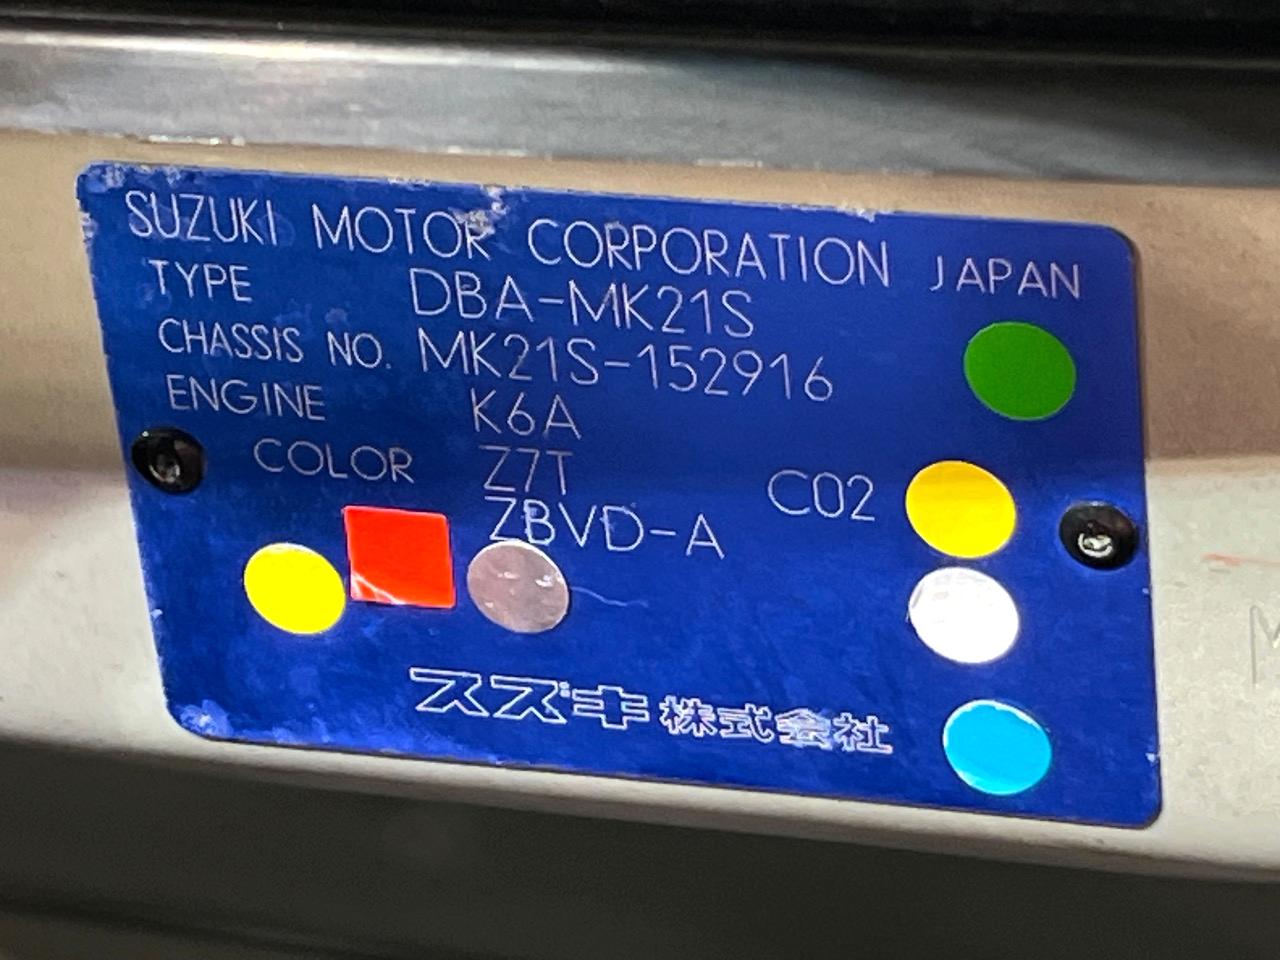 SUZUKI MOTOR CORPORATION JAPAN
TYPE DBA-MK21S
CHASSIS NO. MK21S-152916
ENGINE K6A
COLOR Z7T C02
ZBVD-A
スズキ株式会社
M